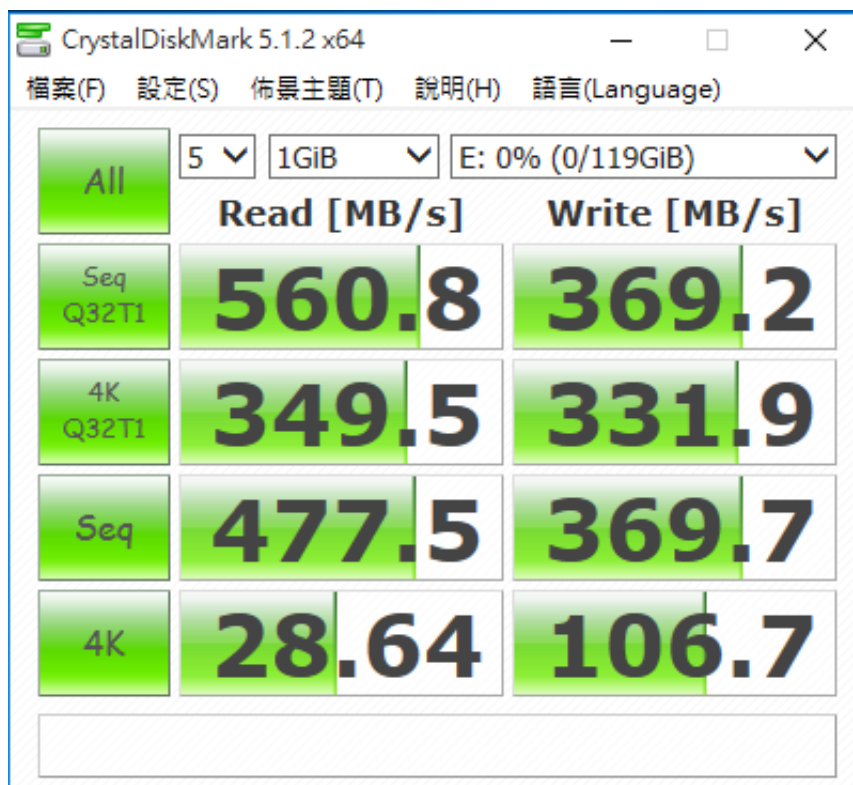 CrystalDiskMark 5.1.2 x64
檔案(F) 設定(S) 佈景主題(T) 說明(H) 語言(Language)
All 5 1GiB E: 0% (0/119GiB)
Read [MB/s] Write [MB/s]
Seq Q32T1 560.8 369.2
4K Q32T1 349.5 331.9
Seq 477.5 369.7
4K 28.64 106.7